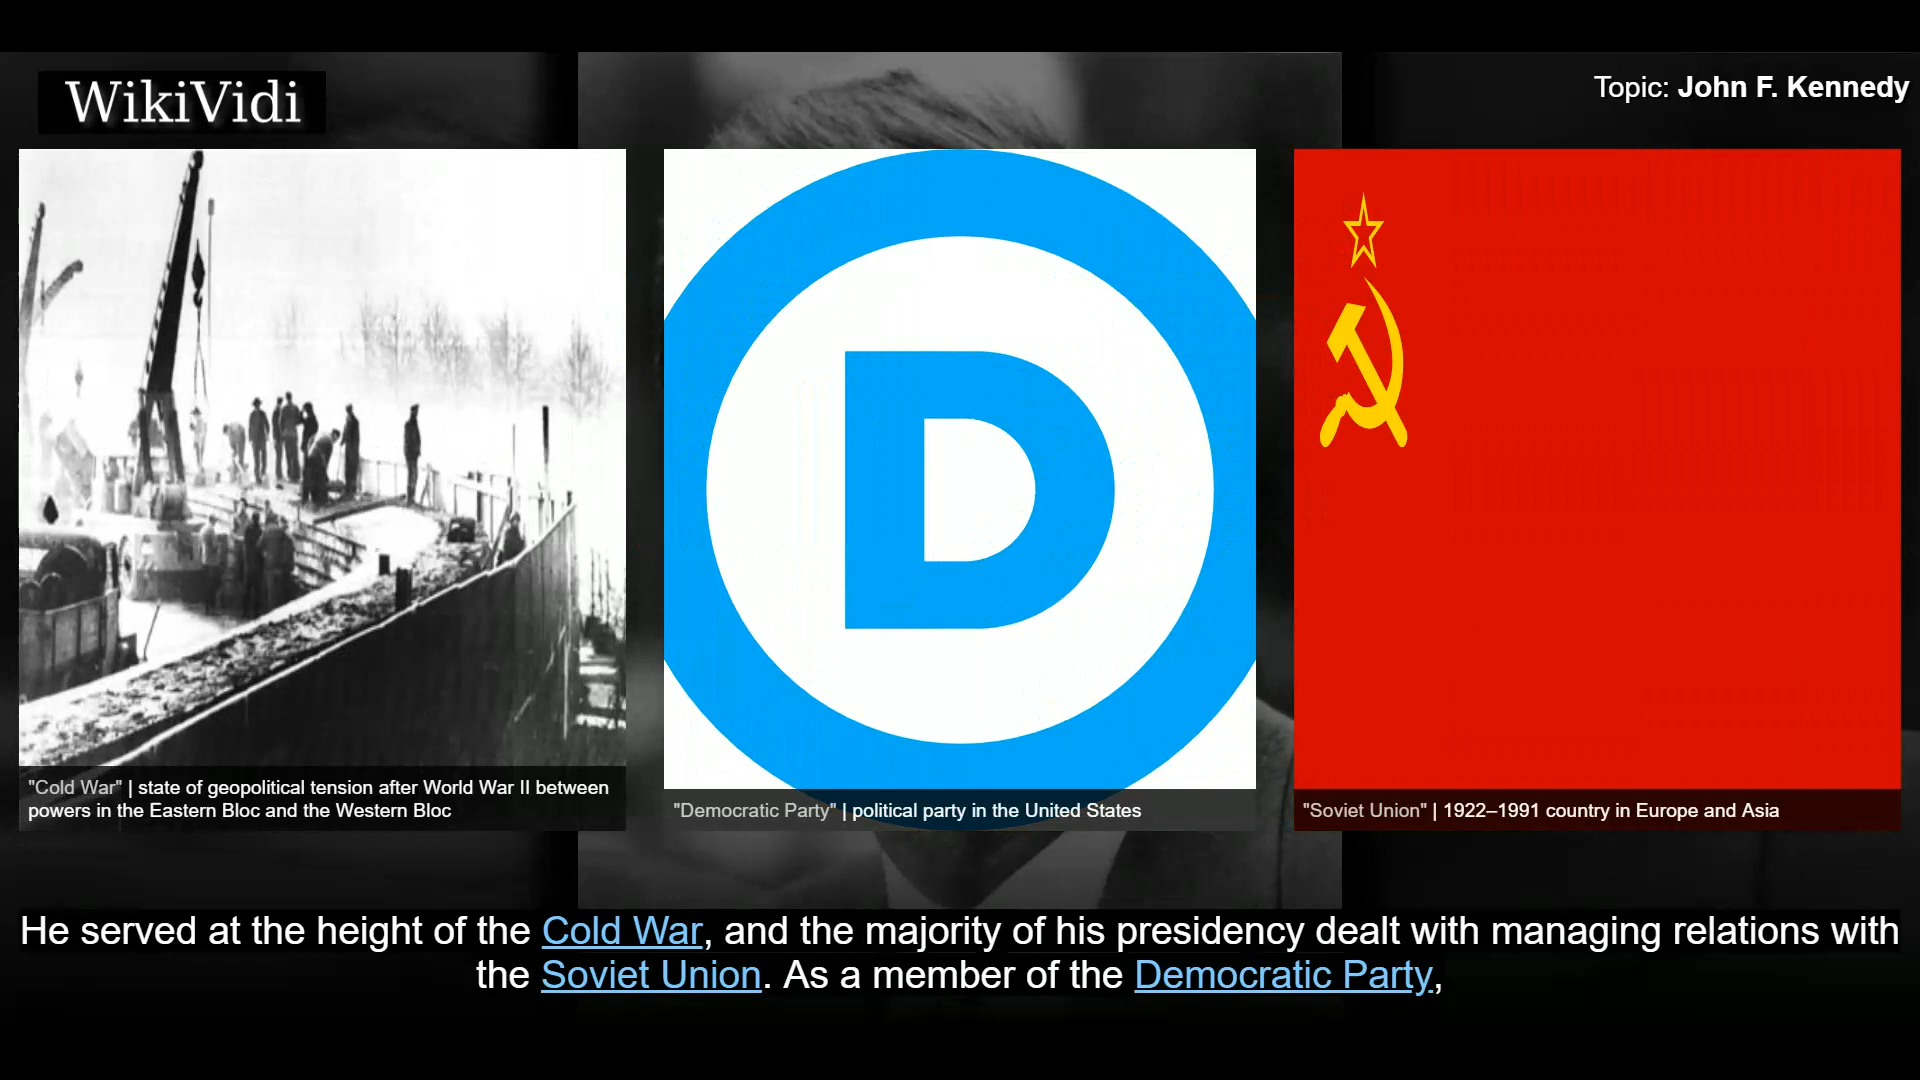 WikiVidi
Topic: John F. Kennedy
D
"Cold War" | state of geopolitical tension after World War II between
powers in the Eastern Bloc and the Western Bloc
"Democratic Party" | political party in the United States
"Soviet Union" | 1922–1991 country in Europe and Asia
He served at the height of the Cold War, and the majority of his presidency dealt with managing relations with
the Soviet Union. As a member of the Democratic Party,